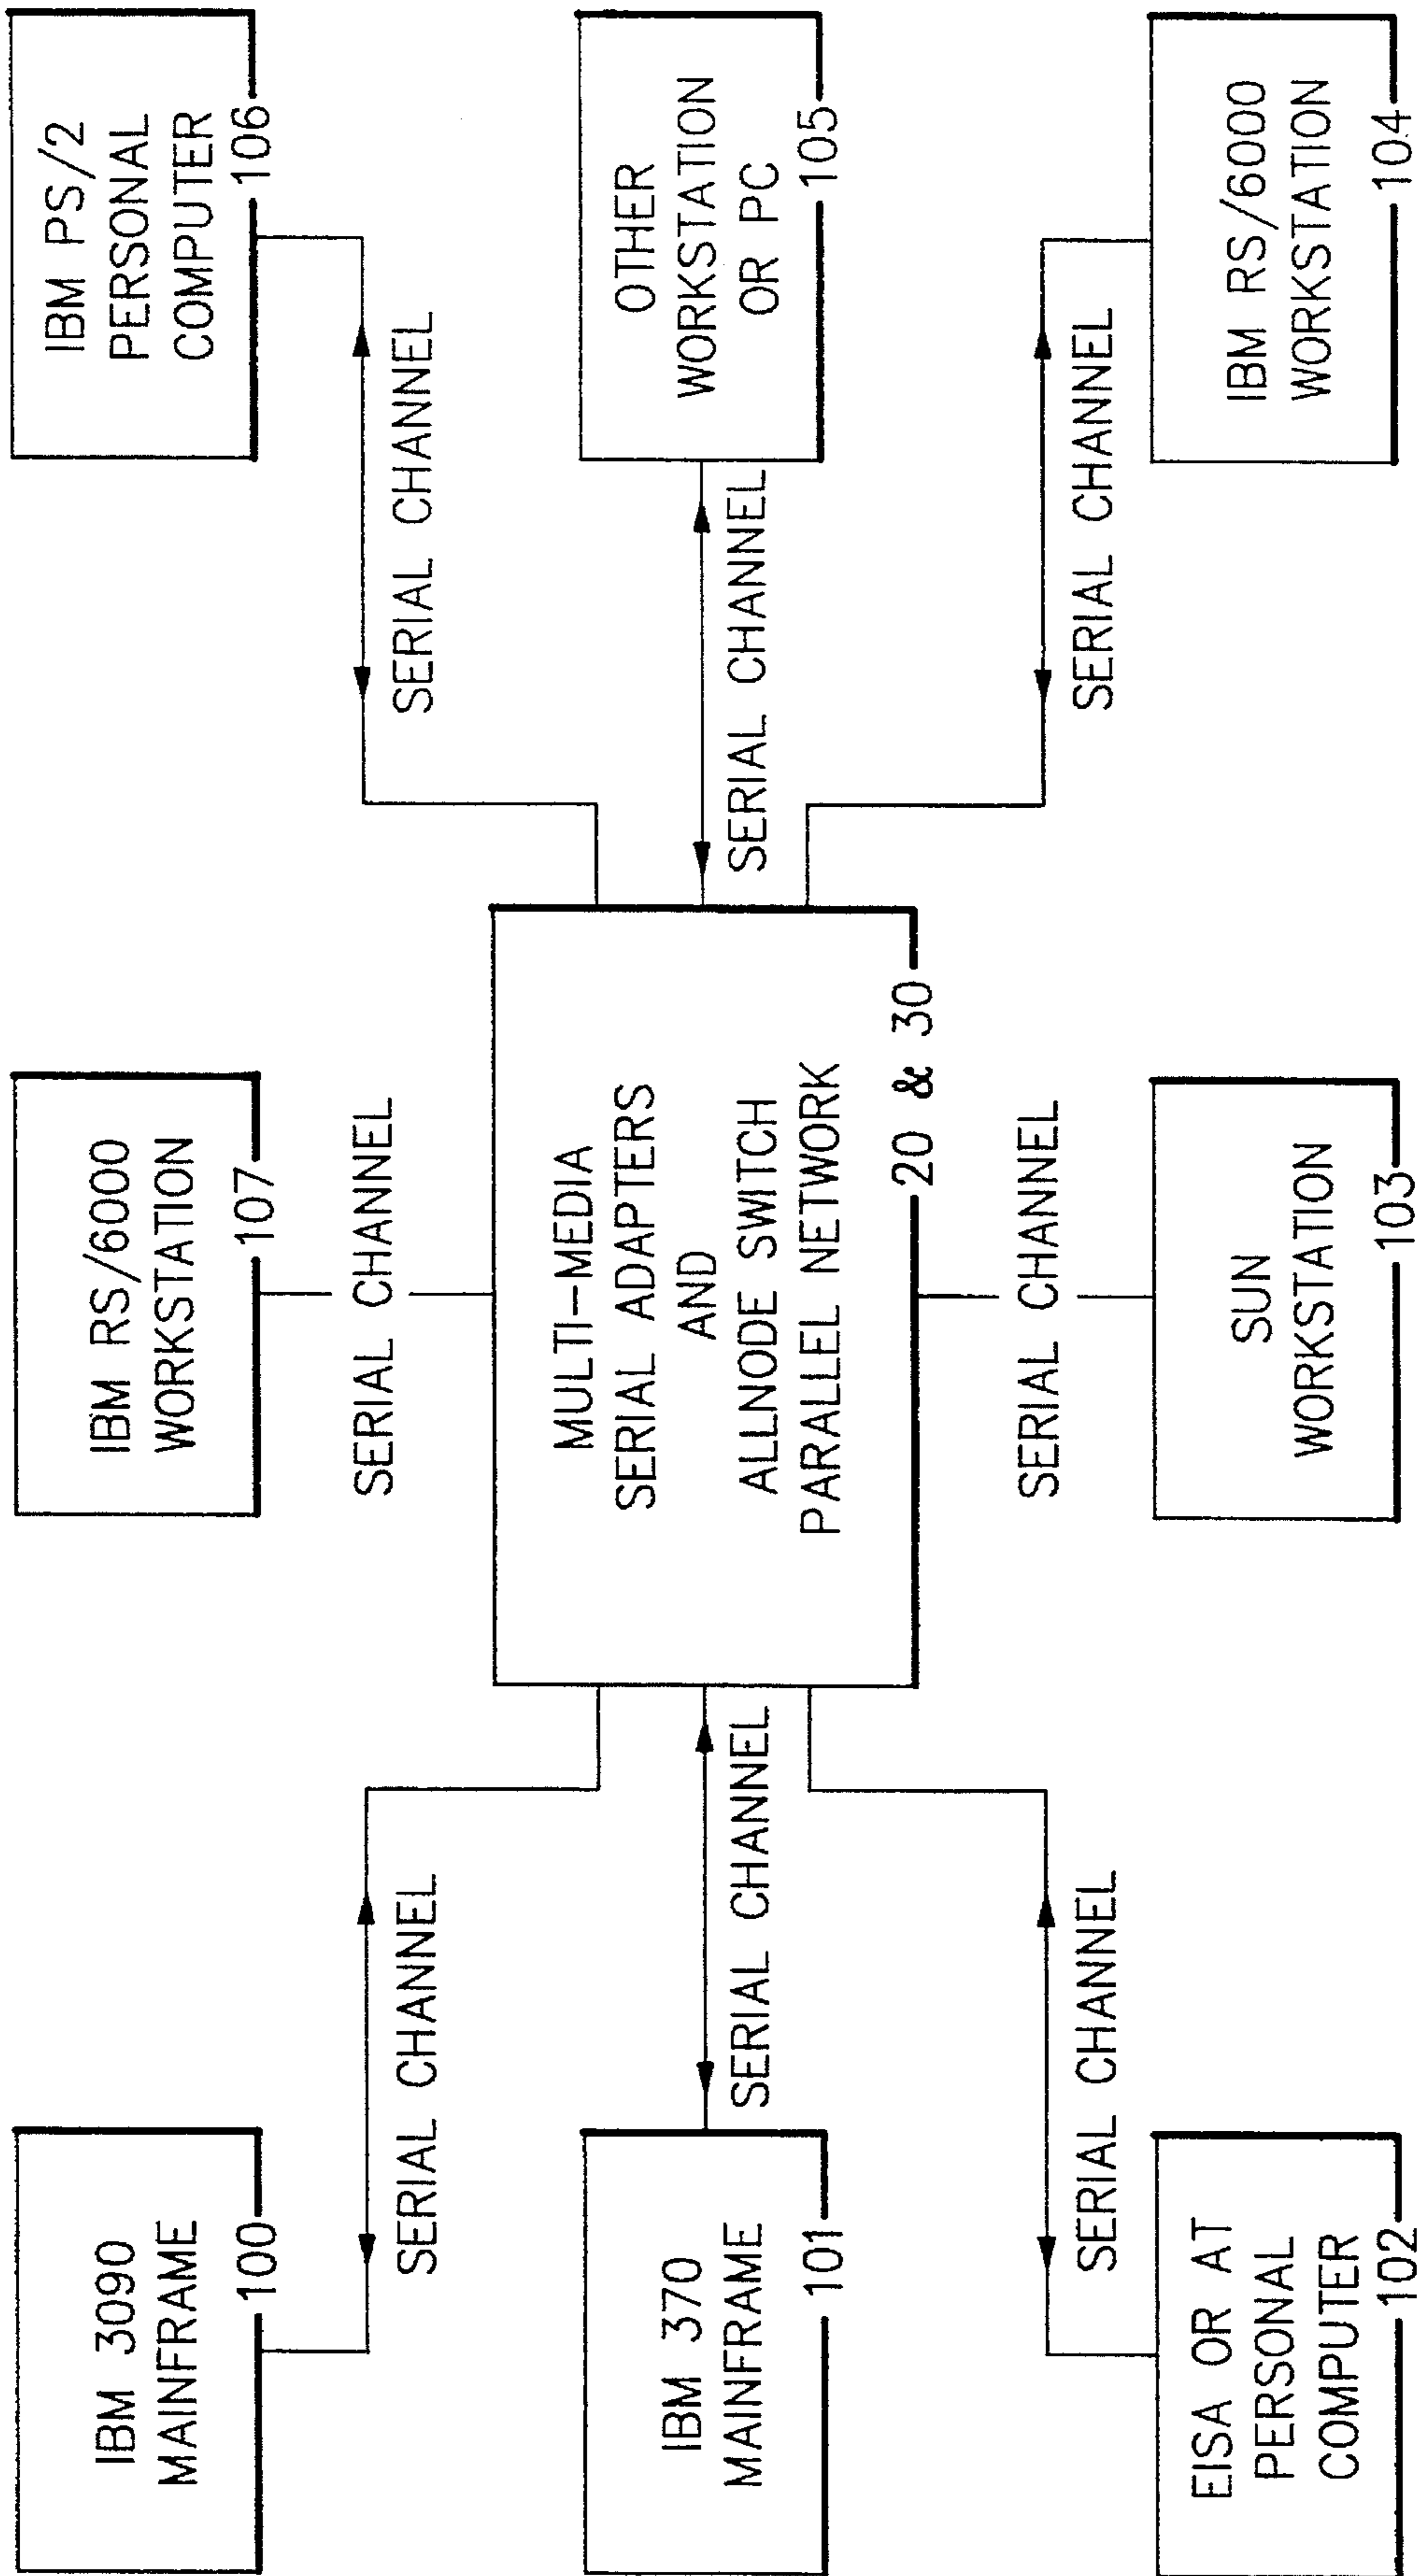 IBM 3090
MAINFRAME
100
SERIAL CHANNEL
IBM RS/6000
WORKSTATION
107
SERIAL CHANNEL
IBM PS/2
PERSONAL
COMPUTER
106
SERIAL CHANNEL
IBM 370
MAINFRAME
101
SERIAL CHANNEL
MULTI-MEDIA
SERIAL ADAPTERS
AND
ALLNODE SWITCH
PARALLEL NETWORK
20 & 30
SERIAL CHANNEL
OTHER
WORKSTATION
OR PC
105
EISA OR AT
PERSONAL
COMPUTER
102
SERIAL CHANNEL
SERIAL CHANNEL
SUN
WORKSTATION
103
SERIAL CHANNEL
IBM RS/6000
WORKSTATION
104